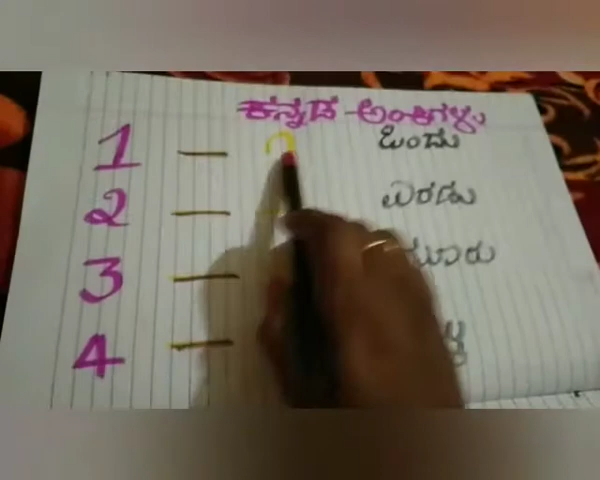 ಕನ್ನಡ - ಅಂಕಿಗಳು
1 — ಒಂದು
2 — ಎರಡು
3 —
4 —